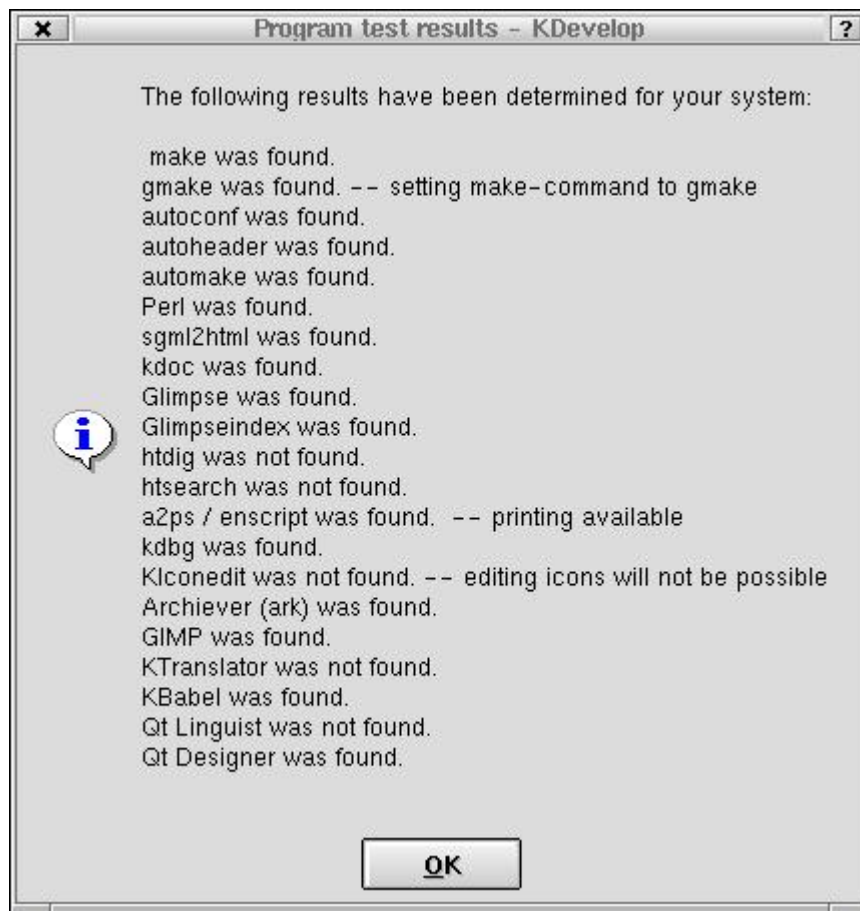 Program test results - KDevelop
The following results have been determined for your system:
make was found.
gmake was found. -- setting make-command to gmake
autoconf was found.
autoheader was found.
automake was found.
Perl was found.
sgml2html was found.
kdoc was found.
Glimpse was found.
Glimpseindex was found.
htdig was not found.
htsearch was not found.
a2ps / enscript was found. -- printing available
kdbg was found.
KIconedit was not found. -- editing icons will not be possible
Archiever (ark) was found.
GIMP was found.
KTranslator was not found.
KBabel was found.
Qt Linguist was not found.
Qt Designer was found.
OK